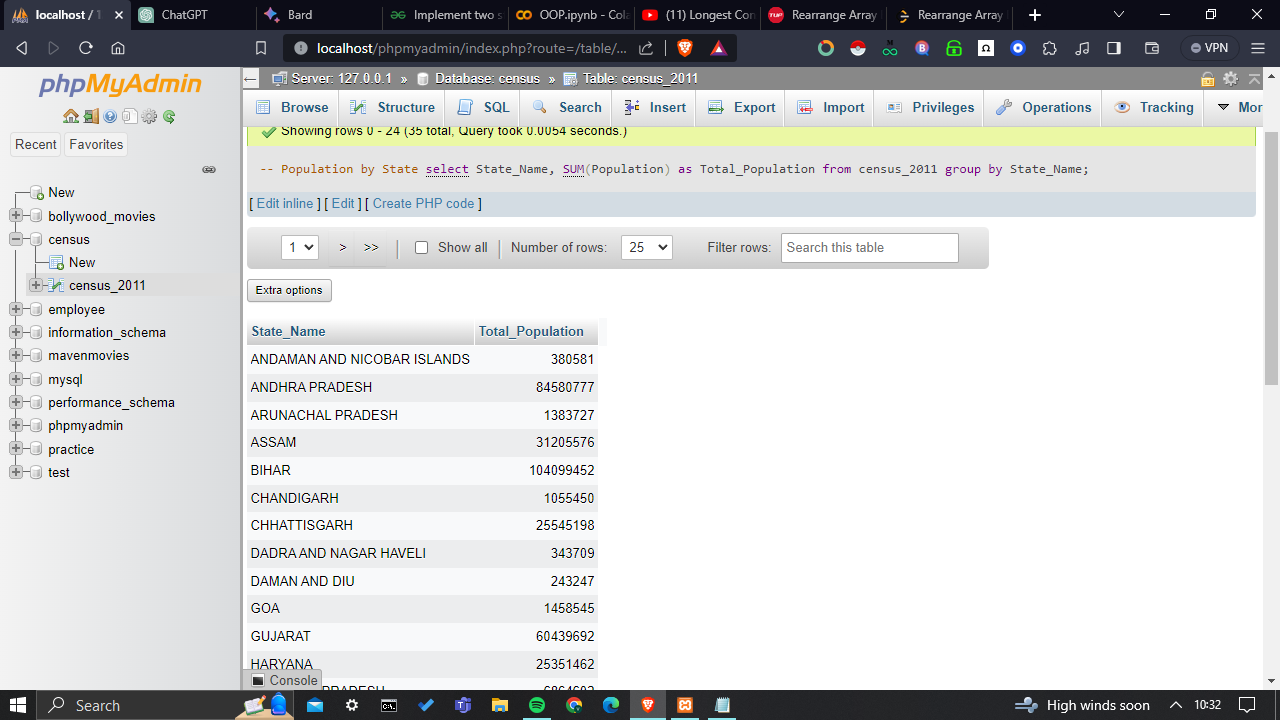 localhost / 1
ChatGPT
Bard
Implement two s
OOP.ipynb - Cola
(11) Longest Con
Rearrange Array
Rearrange Array
localhost/phpmyadmin/index.php?route=/table/...
VPN
phpMyAdmin
Recent
Favorites
New
bollywood_movies
census
New
census_2011
employee
information_schema
mavenmovies
mysql
performance_schema
phpmyadmin
practice
test
Server: 127.0.0.1 » Database: census » Table: census_2011
Browse
Structure
SQL
Search
Insert
Export
Import
Privileges
Operations
Tracking
Mor
Showing rows 0 - 24 (35 total, Query took 0.0054 seconds.)
-- Population by State select State_Name, SUM(Population) as Total_Population from census_2011 group by State_Name;
[ Edit inline ] [ Edit ] [ Create PHP code ]
1 > >> Show all Number of rows: 25 Filter rows: Search this table
Extra options
State_Name Total_Population
ANDAMAN AND NICOBAR ISLANDS 380581
ANDHRA PRADESH 84580777
ARUNACHAL PRADESH 1383727
ASSAM 31205576
BIHAR 104099452
CHANDIGARH 1055450
CHHATTISGARH 25545198
DADRA AND NAGAR HAVELI 343709
DAMAN AND DIU 243247
GOA 1458545
GUJARAT 60439692
HARYANA 25351462
PRADESH 6864602
Console
Search
High winds soon
10:32